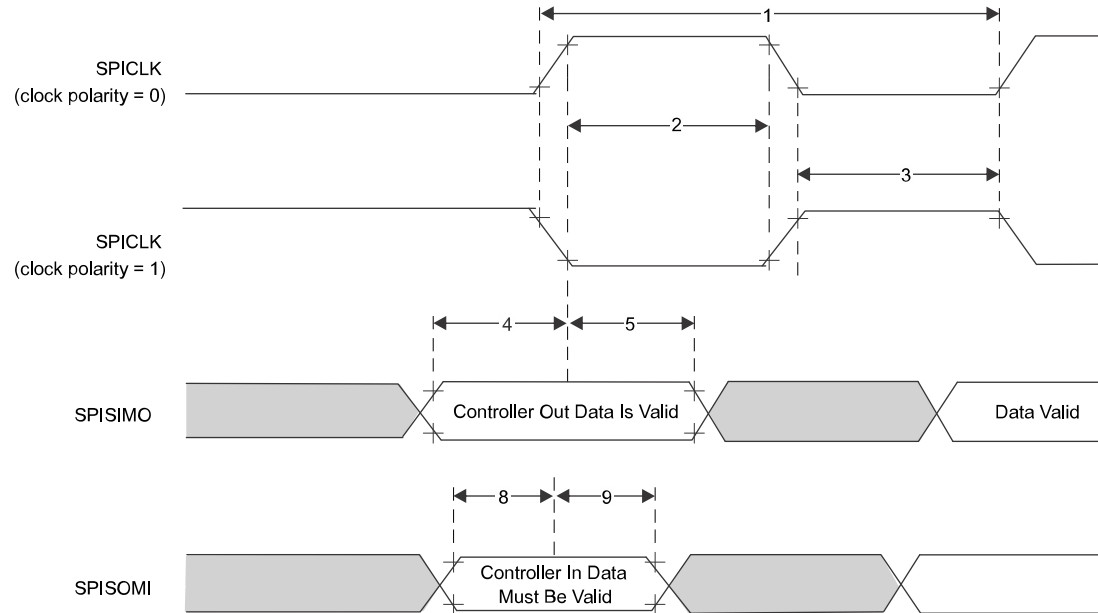 1
SPICLK
(clock polarity = 0)
2
3
SPICLK
(clock polarity = 1)
4
5
SPISIMO
Controller Out Data Is Valid
Data Valid
8
9
SPISOMI
Controller In Data
Must Be Valid